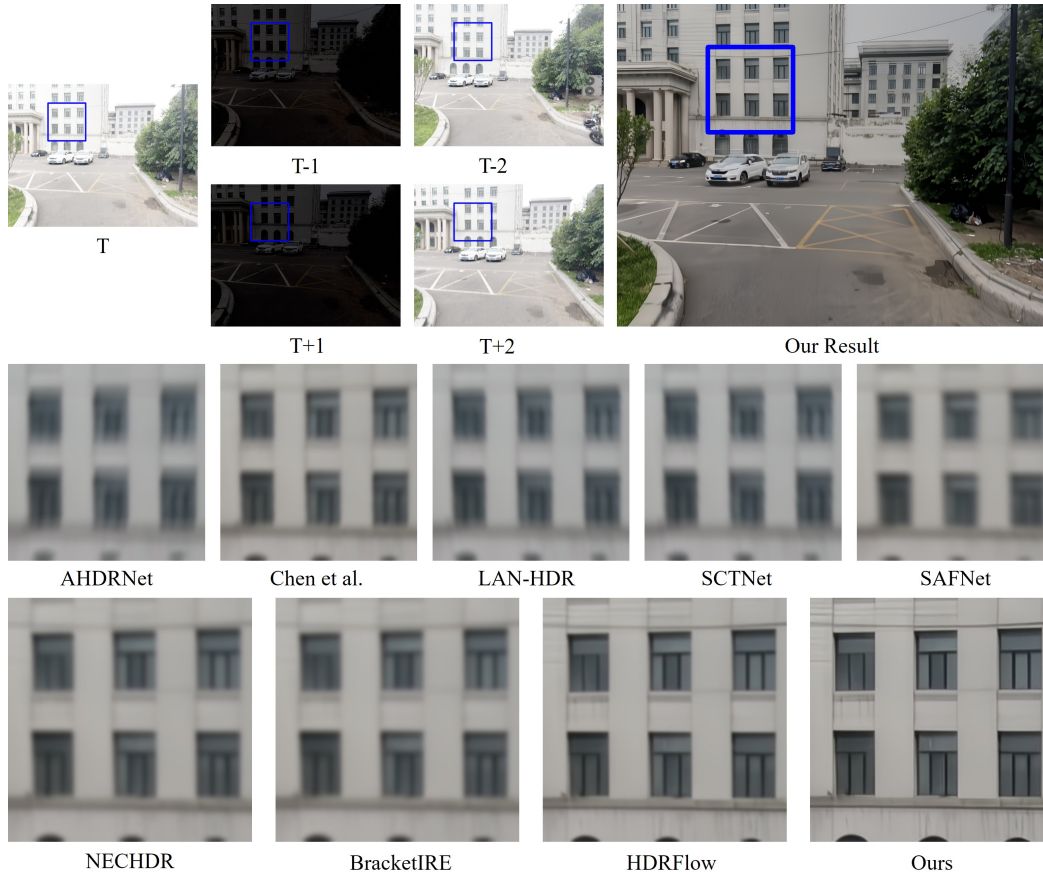 T
T-1
T-2
T+1
T+2
Our Result
AHDRNet
Chen et al.
LAN-HDR
SCTNet
SAFNet
NECHDR
BracketIRE
HDRFlow
Ours